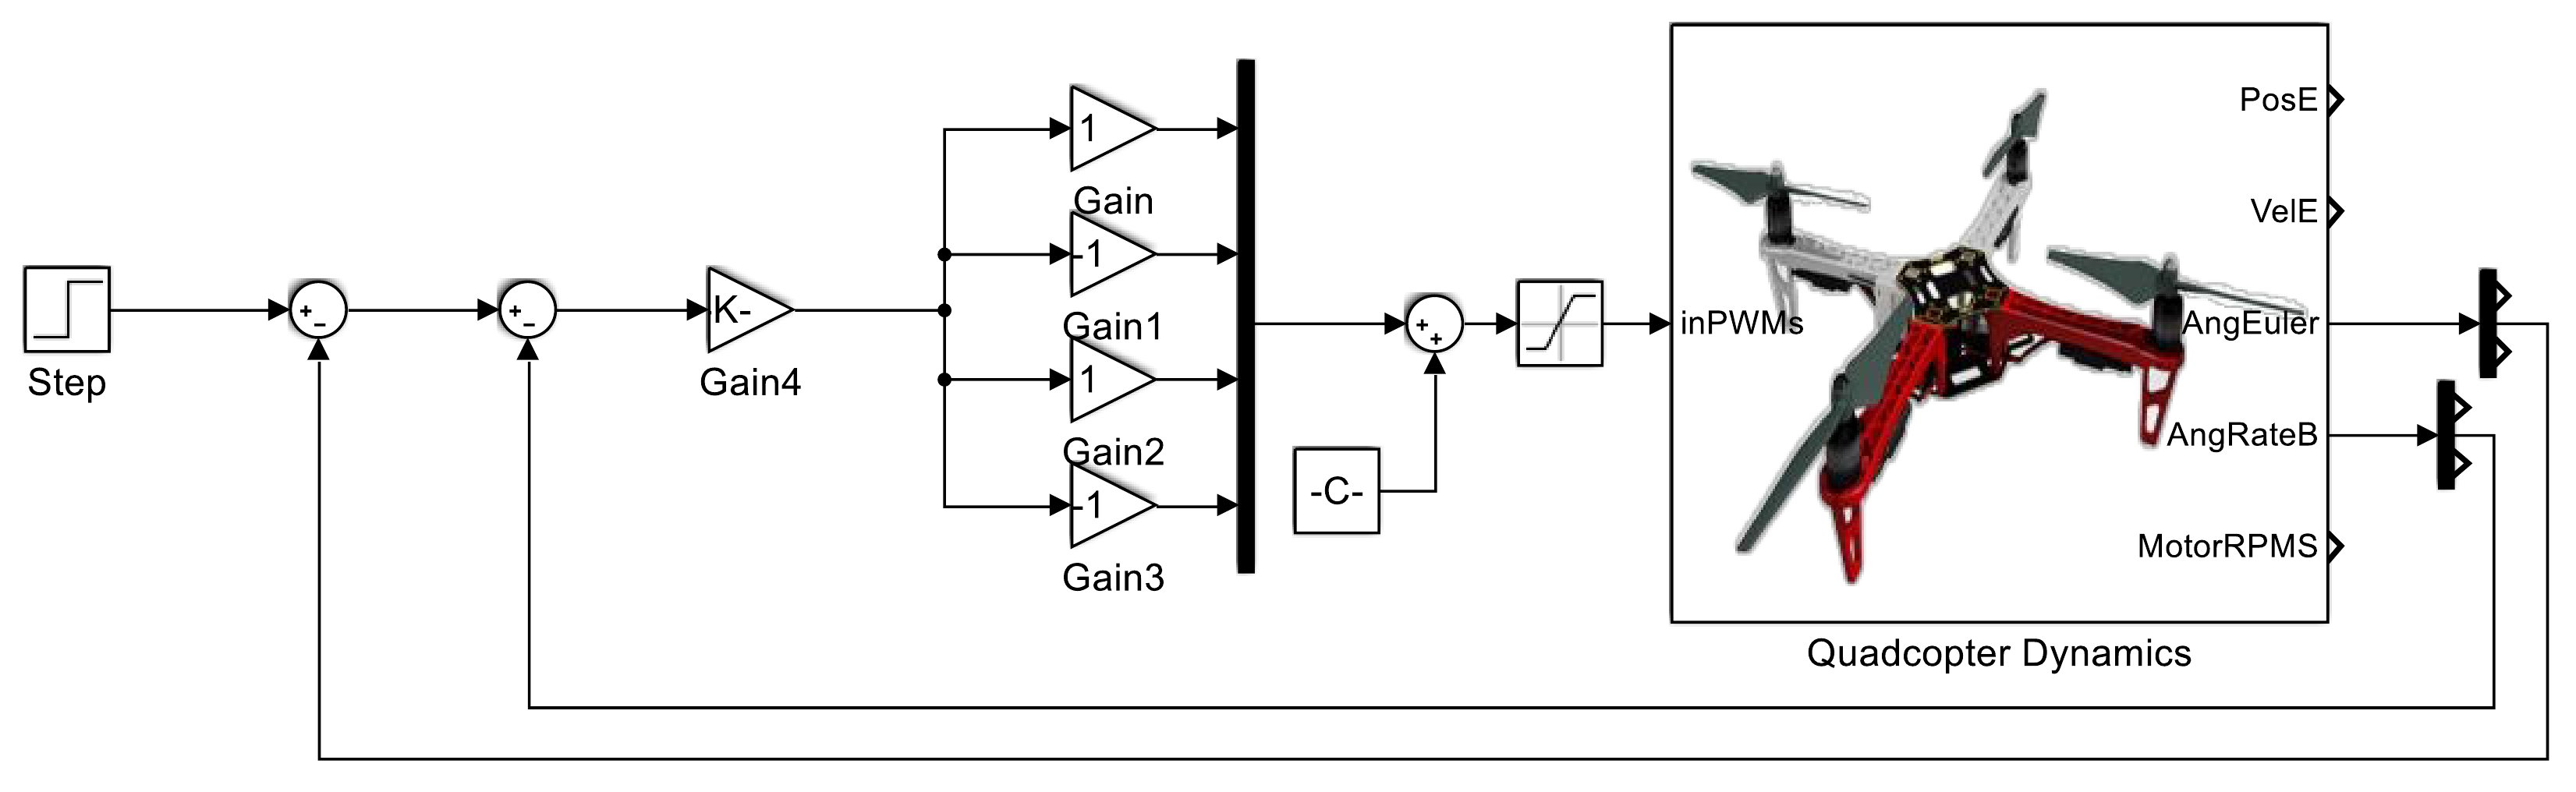 Step
+
−
+
−
K-
Gain4
1
Gain
-1
Gain1
1
Gain2
-1
Gain3
-C-
+
+
inPWMs
PosE
VelE
AngEuler
AngRateB
MotorRPMS
Quadcopter Dynamics